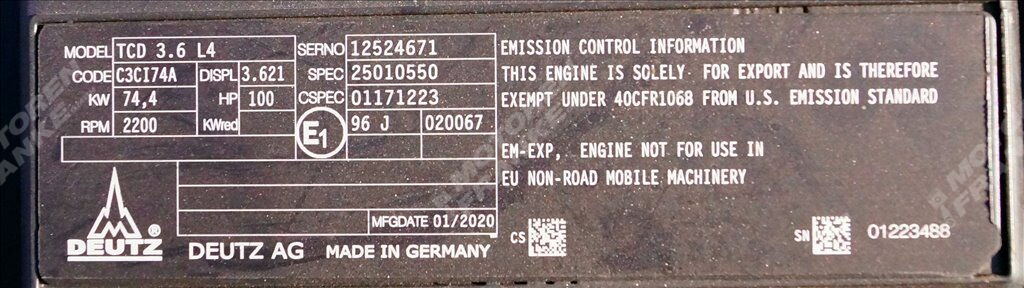 MODEL TCD 3.6 L4 SERNO 12524671
CODE C3CI74A DISPL 3.621 SPEC 25010550
KW 74,4 HP 100 CSPEC 01171223
RPM 2200 KWred E1 96 J 020067
EMISSION CONTROL INFORMATION
THIS ENGINE IS SOLELY FOR EXPORT AND IS THEREFORE
EXEMPT UNDER 40CFR1068 FROM U.S. EMISSION STANDARD
EM-EXP, ENGINE NOT FOR USE IN
EU NON-ROAD MOBILE MACHINERY
MFGDATE 01/2020
DEUTZ DEUTZ AG MADE IN GERMANY
CS SN 01223488
MOTOREN